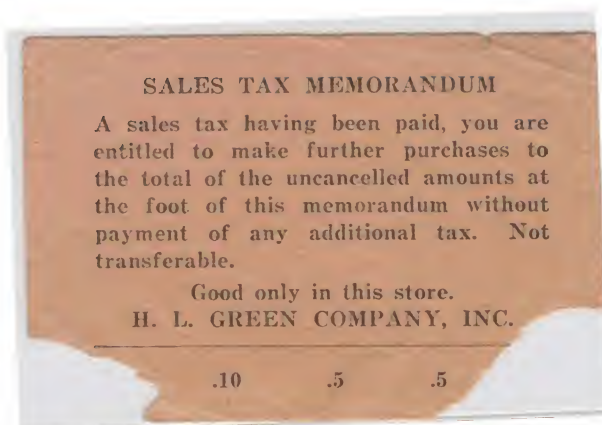 SALES TAX MEMORANDUM
A sales tax having been paid, you are
entitled to make further purchases to
the total of the uncancelled amounts at
the foot of this memorandum without
payment of any additional tax. Not
transferable.
Good only in this store.
H. L. GREEN COMPANY, INC.
.10 .5 .5